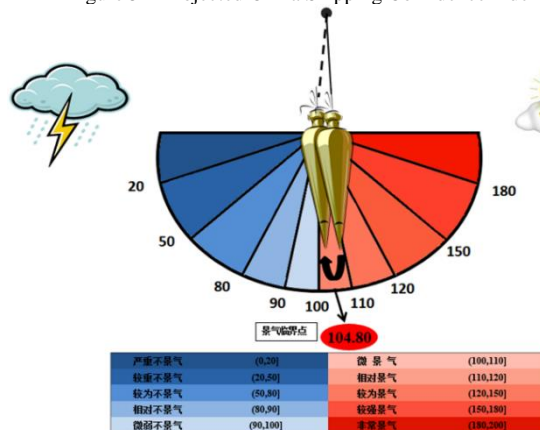 20
50
80
90
100
110
120
150
180
景气临界点
104.80
严重不景气 (0,20] 微 景 气 (100,110]
较重不景气 (20,50] 相对景气 (110,120]
较为不景气 (50,80] 较为景气 (120,150]
相对不景气 (80,90] 较强景气 (150,180]
微弱不景气 (90,100] 非常景气 (180,200]